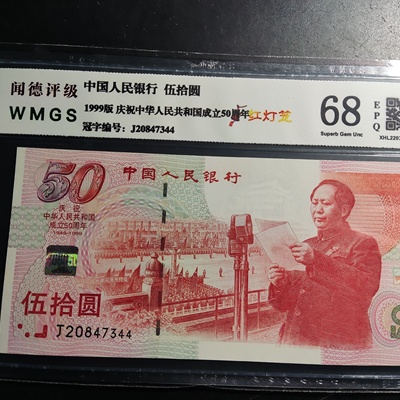 闻德评级
WMGS
中国人民银行 伍拾圆
1999版 庆祝中华人民共和国成立50周年 红灯笼
冠字编号: J20847344
68
Superb Gem Unc
EPQ
50
中国人民银行
庆祝
中华人民共和国
成立50周年
1949-1999
伍拾圆
J20847344